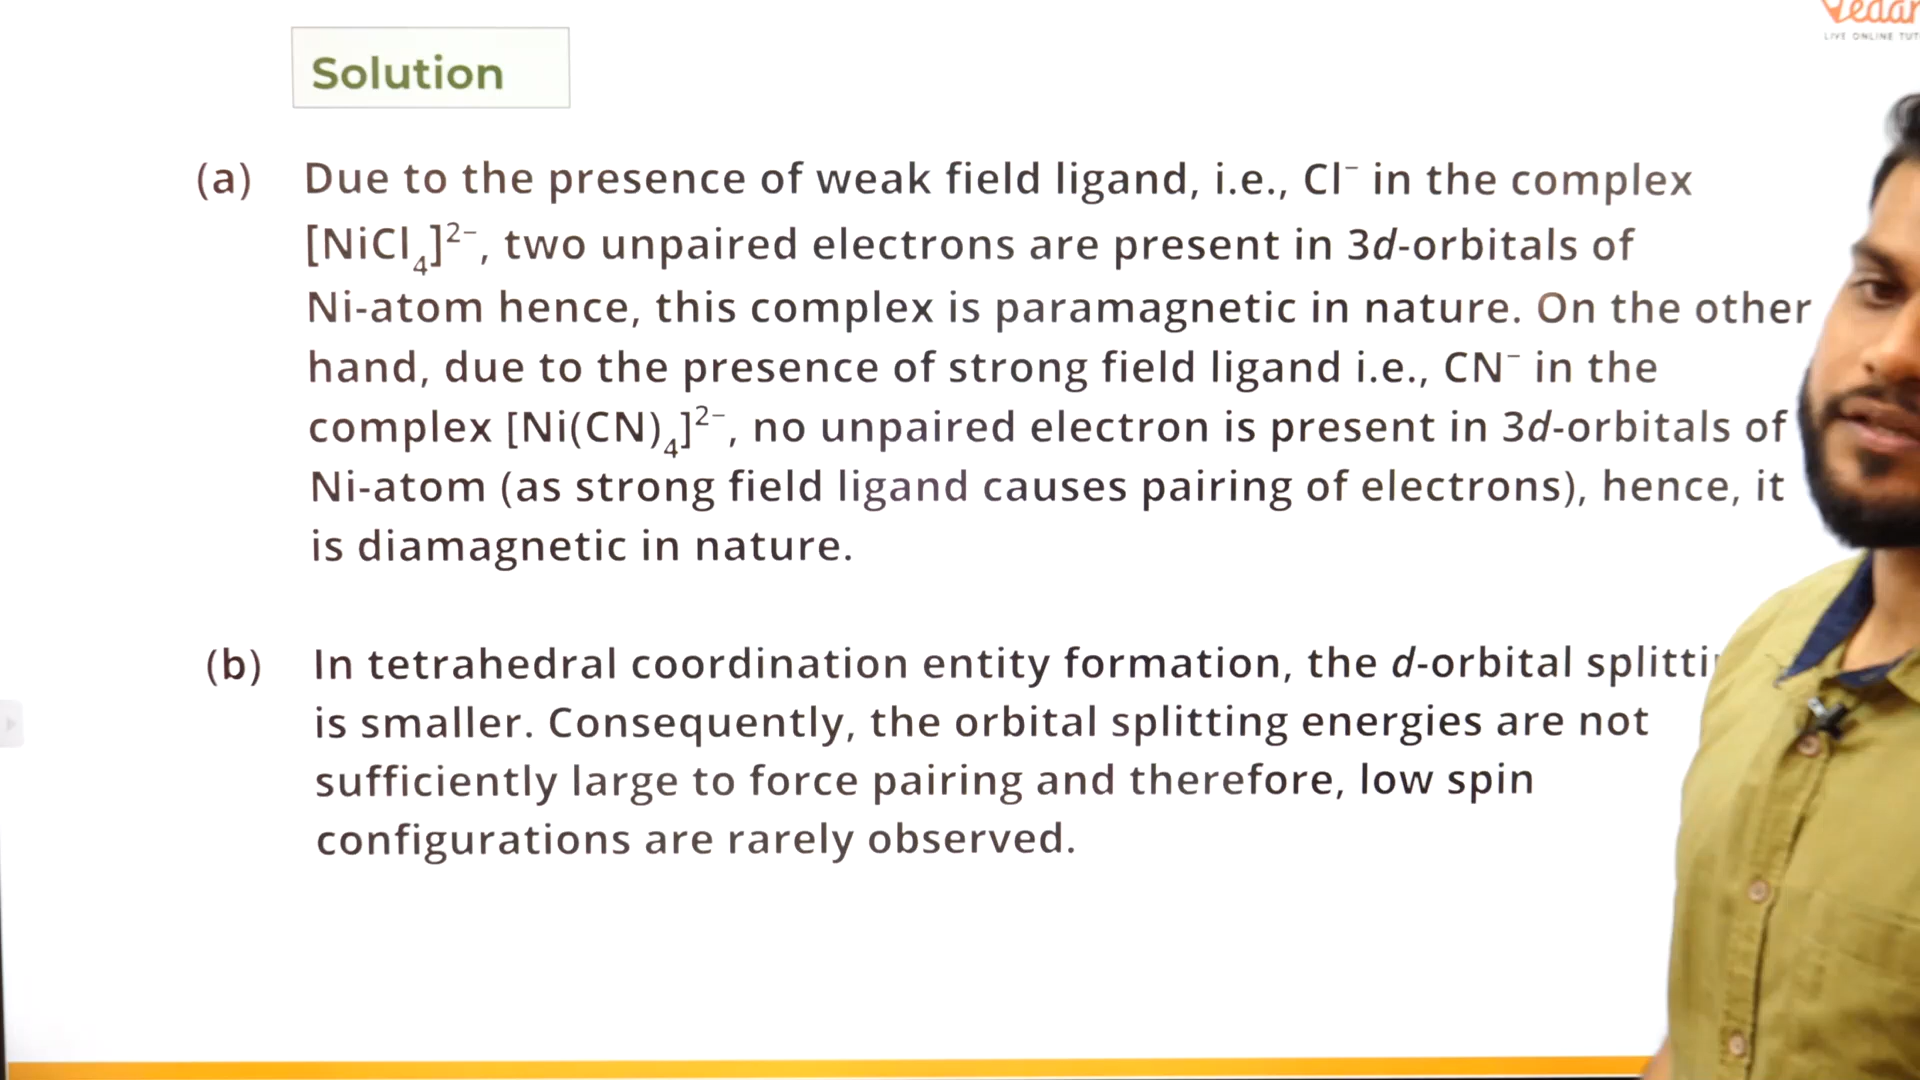 LIVE ONLINE
Solution
(a) Due to the presence of weak field ligand, i.e., Cl⁻ in the complex
[NiCl₄]²⁻, two unpaired electrons are present in 3d-orbitals of
Ni-atom hence, this complex is paramagnetic in nature. On the other
hand, due to the presence of strong field ligand i.e., CN⁻ in the
complex [Ni(CN)₄]²⁻, no unpaired electron is present in 3d-orbitals of
Ni-atom (as strong field ligand causes pairing of electrons), hence, it
is diamagnetic in nature.
(b) In tetrahedral coordination entity formation, the d-orbital
is smaller. Consequently, the orbital splitting energies are not
sufficiently large to force pairing and therefore, low spin
configurations are rarely observed.